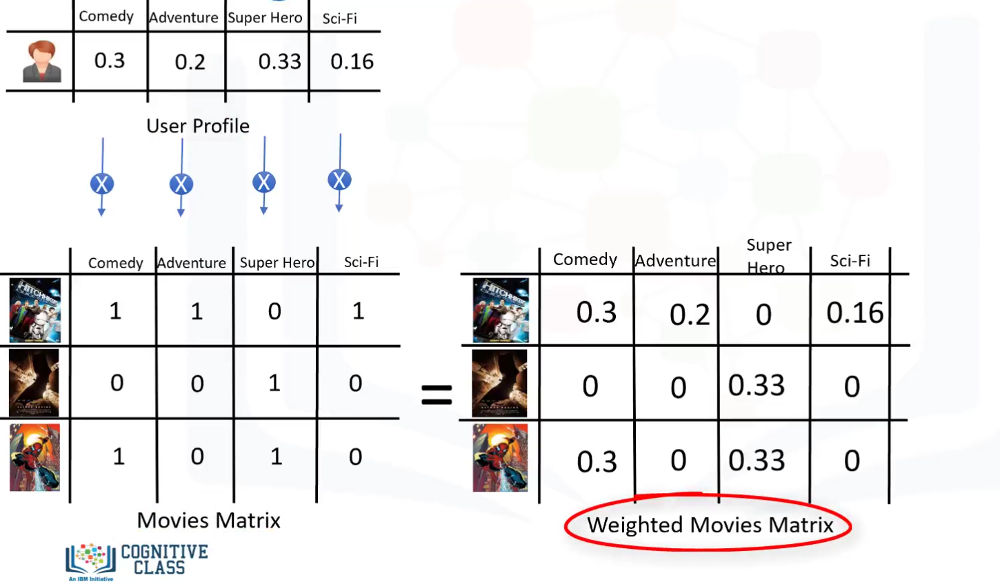 Comedy Adventure Super Hero Sci-Fi
0.3 0.2 0.33 0.16
User Profile
X X X X
Comedy Adventure Super Hero Sci-Fi
HITCHHIKER
1 1 0 1
0 0 1 0
1 0 1 0
Movies Matrix
=
Super
Comedy Adventure Hero Sci-Fi
HITCHHIKER
0.3 0.2 0 0.16
0 0 0.33 0
0.3 0 0.33 0
Weighted Movies Matrix
COGNITIVE
CLASS
An IBM Initiative